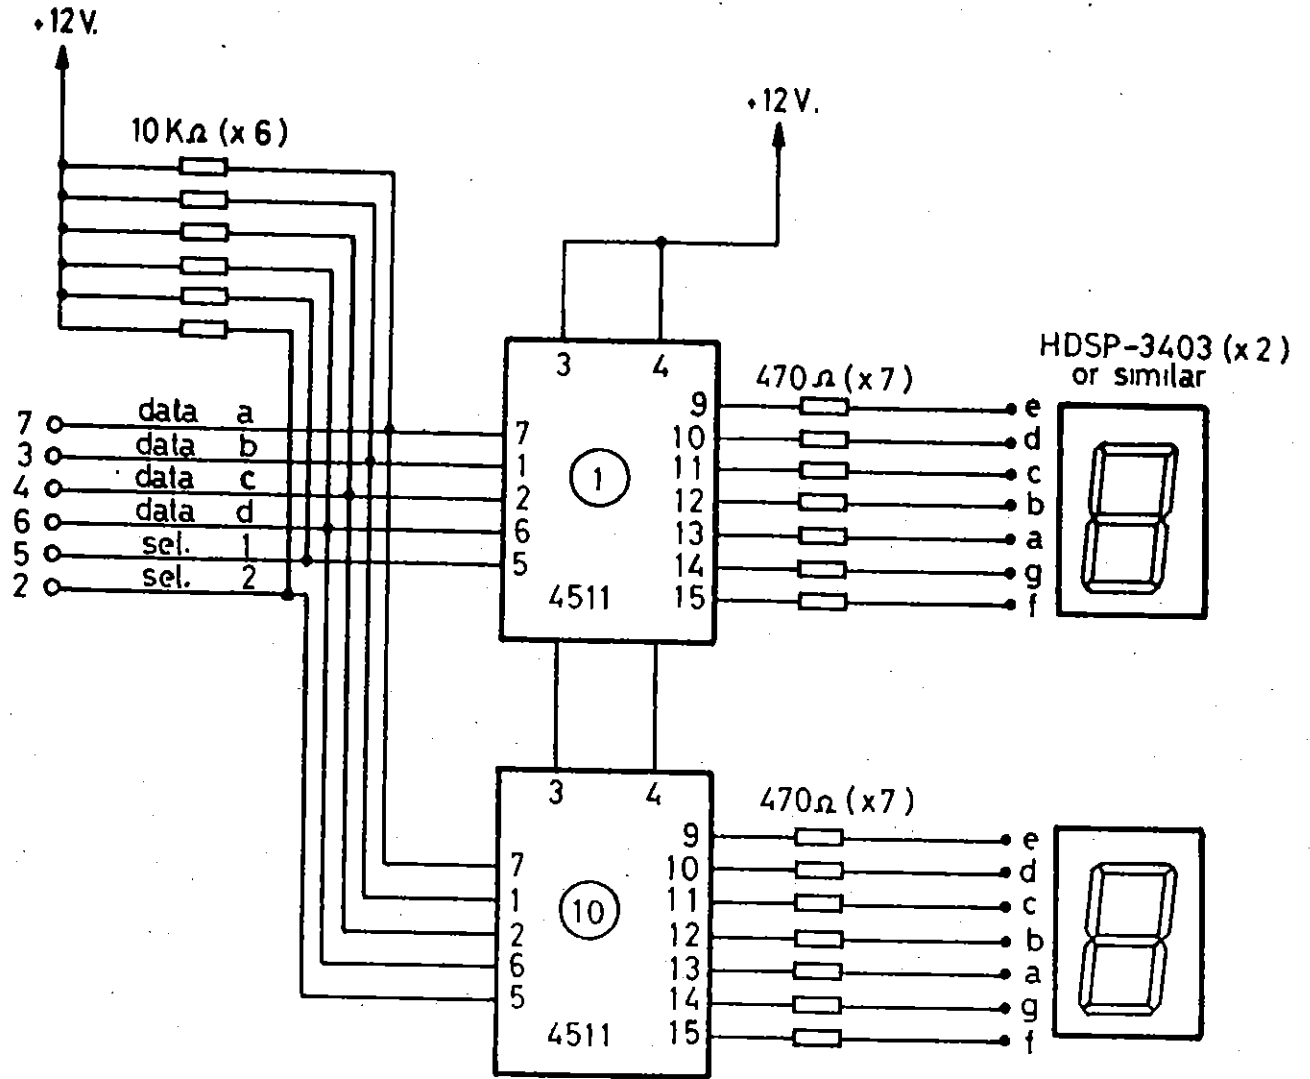 +12V.
+12V.
10KΩ (x 6)
3 4
HDSP-3403 (x 2)
or similar
470Ω (x7)
7 data a
3 data b
4 data c
6 data d
5 sel. 1
2 sel. 2
7
1
2
6
5
1
4511
9 e
10 d
11 c
12 b
13 a
14 g
15 f
3 4
470Ω (x7)
7
1
2
6
5
10
4511
9 e
10 d
11 c
12 b
13 a
14 g
15 f